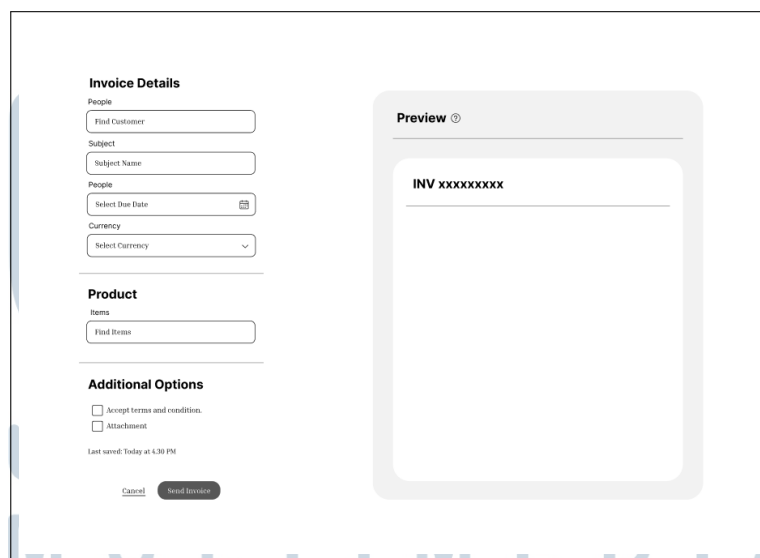 Invoice Details
People
Find Customer
Subject
Subject Name
People
Select Due Date
Currency
Select Currency
Product
Items
Find Items
Additional Options
Accept terms and condition.
Attachment
Last saved: Today at 4.30 PM
Cancel
Send Invoice
Preview
INV xxxxxxxxx